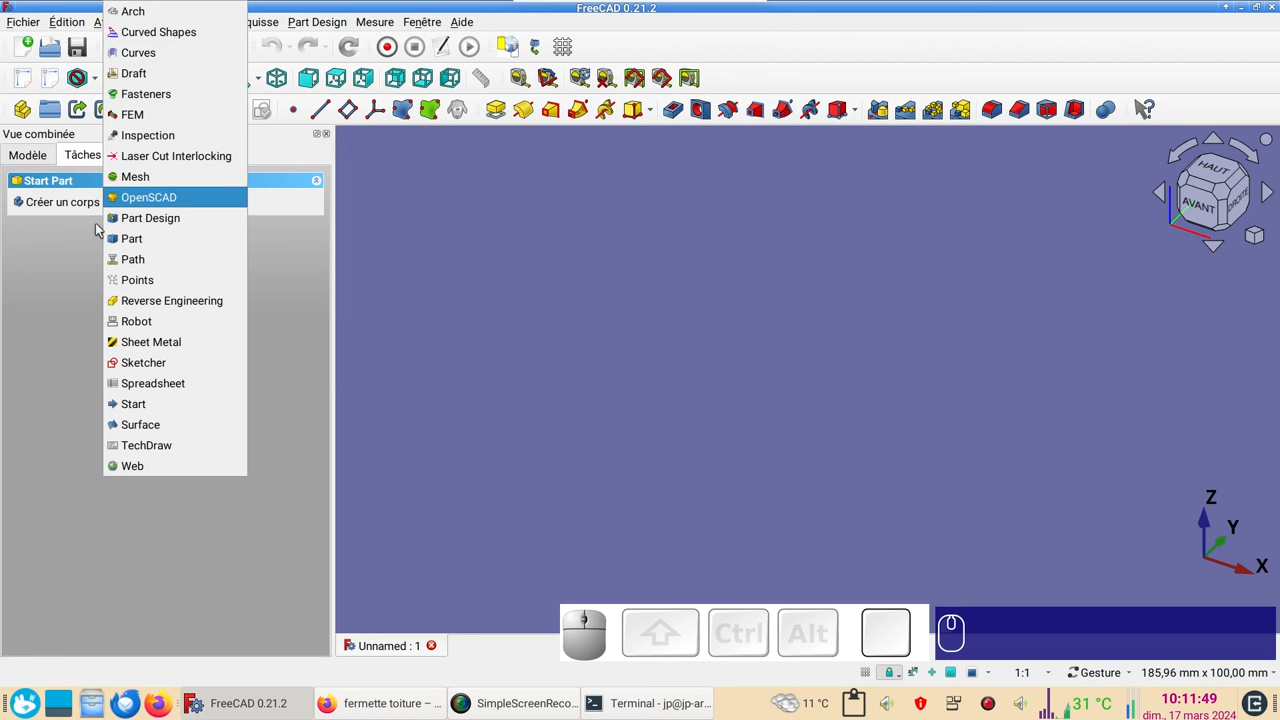 FreeCAD 0.21.2
Fichier Édition
quisse Part Design Mesure Fenêtre Aide
Arch
Curved Shapes
Curves
Draft
Fasteners
FEM
Inspection
Laser Cut Interlocking
Mesh
OpenSCAD
Part Design
Part
Path
Points
Reverse Engineering
Robot
Sheet Metal
Sketcher
Spreadsheet
Start
Surface
TechDraw
Web
Vue combinée
Modèle Tâches
Start Part
Créer un corps
HAUT
AVANT
DROITE
Z
Y
X
Ctrl Alt
Unnamed : 1
1:1 Gesture 185,96 mm x 100,00 mm
FreeCAD 0.21.2 fermette toiture – ... SimpleScreenReco... Terminal - jp@jp-ar... 11 °C 31 °C 10:11:49
dim., 17 mars 2024